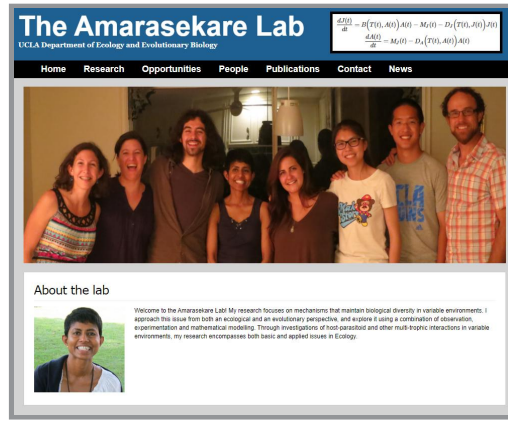 The Amarasekare Lab
UCLA Department of Ecology and Evolutionary Biology
dJ(t)/dt = B(T(t), A(t))A(t) − M_J(t) − D_J(T(t), J(t))J(t)
dA(t)/dt = M_J(t) − D_A(T(t), A(t))A(t)
Home Research Opportunities People Publications Contact News
UCLA
About the lab
Welcome to the Amarasekare Lab! My research focuses on mechanisms that maintain biological diversity in variable environments. I
approach this issue from both an ecological and an evolutionary perspective, and explore it using a combination of observation,
experimentation and mathematical modelling. Through investigations of host-parasitoid and other multi-trophic interactions in variable
environments, my research encompasses both basic and applied issues in Ecology.